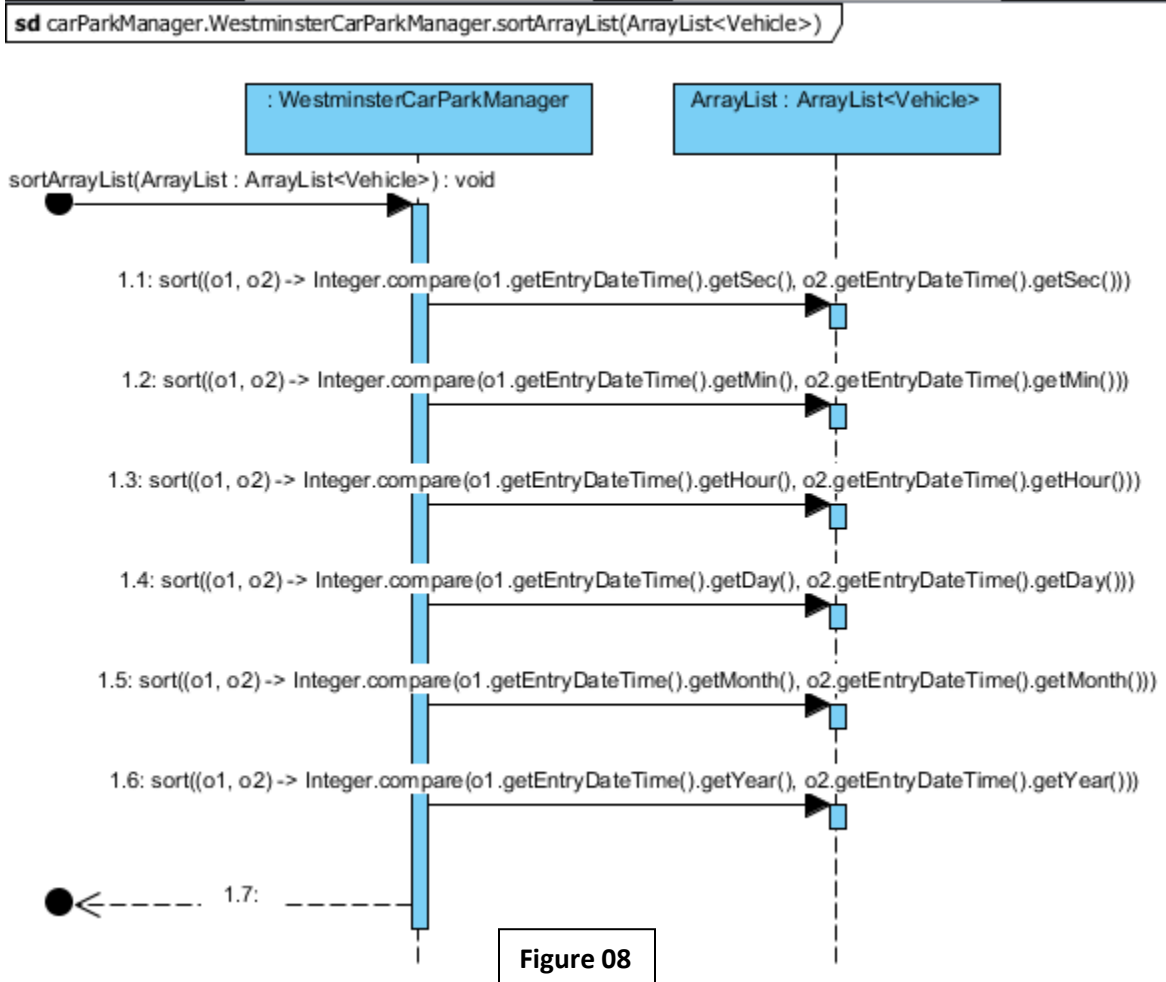 sd carParkManager.WestminsterCarParkManager.sortArrayList(ArrayList<Vehicle>)
: WestminsterCarParkManager
ArrayList : ArrayList<Vehicle>
sortArrayList(ArrayList : ArrayList<Vehicle>) : void
1.1: sort((o1, o2) -> Integer.compare(o1.getEntryDateTime().getSec(), o2.getEntryDateTime().getSec()))
1.2: sort((o1, o2) -> Integer.compare(o1.getEntryDateTime().getMin(), o2.getEntryDateTime().getMin()))
1.3: sort((o1, o2) -> Integer.compare(o1.getEntryDateTime().getHour(), o2.getEntryDateTime().getHour()))
1.4: sort((o1, o2) -> Integer.compare(o1.getEntryDateTime().getDay(), o2.getEntryDateTime().getDay()))
1.5: sort((o1, o2) -> Integer.compare(o1.getEntryDateTime().getMonth(), o2.getEntryDateTime().getMonth()))
1.6: sort((o1, o2) -> Integer.compare(o1.getEntryDateTime().getYear(), o2.getEntryDateTime().getYear()))
1.7:
Figure 08